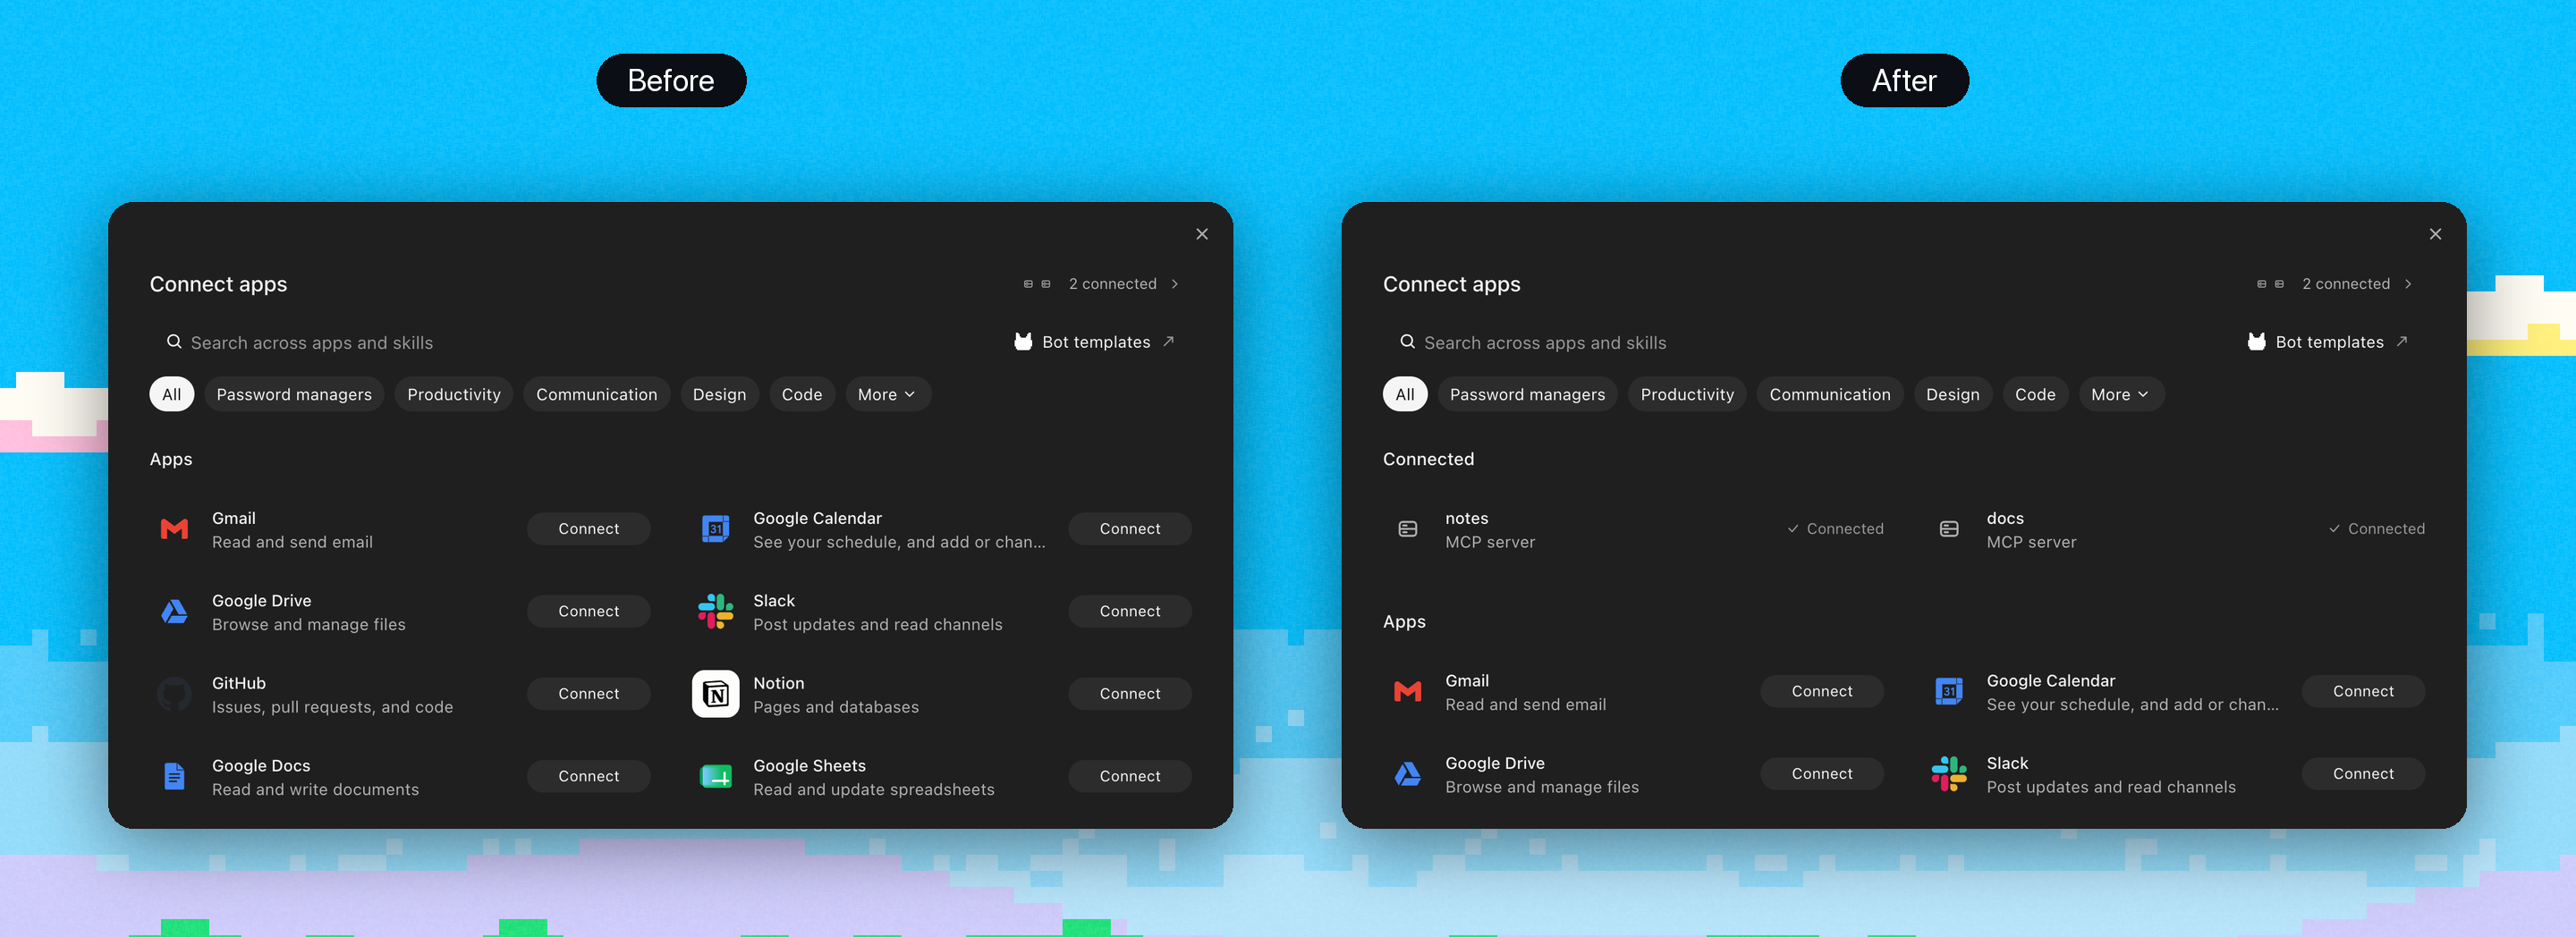 Before
Connect apps
2 connected
Search across apps and skills
Bot templates
All
Password managers
Productivity
Communication
Design
Code
More
Apps
Gmail
Read and send email
Connect
31
Google Calendar
See your schedule, and add or chan...
Connect
Google Drive
Browse and manage files
Connect
Slack
Post updates and read channels
Connect
GitHub
Issues, pull requests, and code
Connect
N
Notion
Pages and databases
Connect
Google Docs
Read and write documents
Connect
Google Sheets
Read and update spreadsheets
Connect
After
Connect apps
2 connected
Search across apps and skills
Bot templates
All
Password managers
Productivity
Communication
Design
Code
More
Connected
notes
MCP server
Connected
docs
MCP server
Connected
Apps
Gmail
Read and send email
Connect
31
Google Calendar
See your schedule, and add or chan...
Connect
Google Drive
Browse and manage files
Connect
Slack
Post updates and read channels
Connect